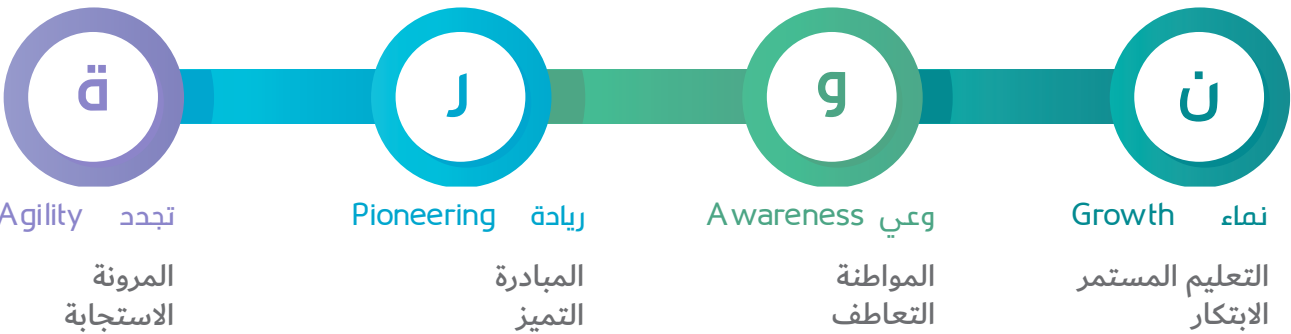 ن
و
ر
ة
نماء Growth
وعي Awareness
ريادة Pioneering
تجدد Agility
التعليم المستمر
الابتكار
المواطنة
التعاطف
المبادرة
التميز
المرونة
الاستجابة